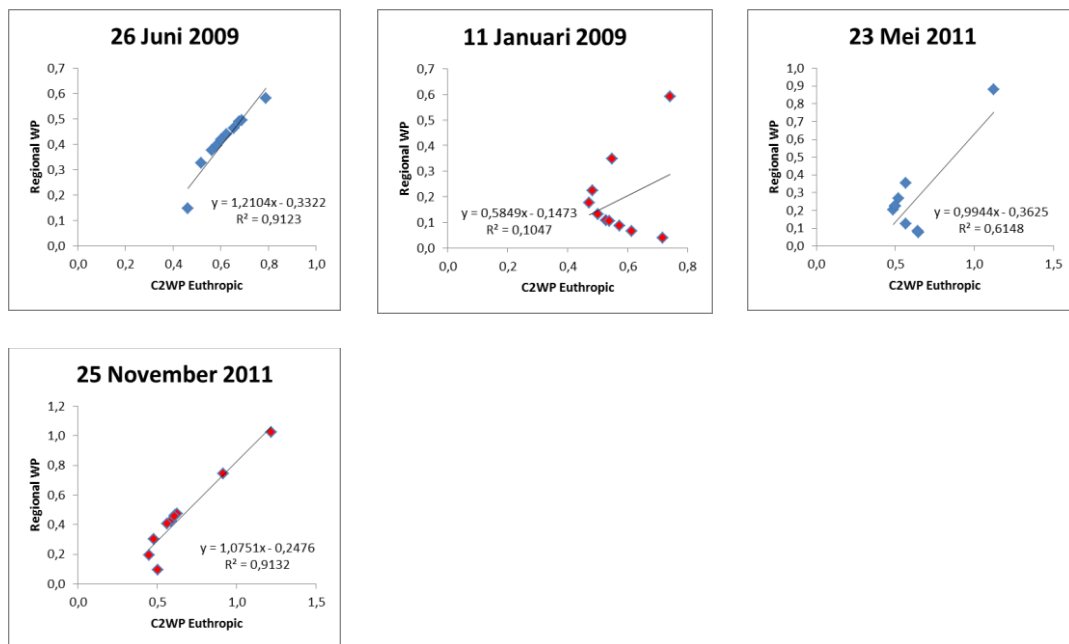 26 Juni 2009
0,7
0,6
0,5
0,4
0,3
0,2
0,1
0,0
Regional WP
y = 1,2104x - 0,3322
R² = 0,9123
0,0 0,2 0,4 0,6 0,8 1,0
C2WP Euthropic
11 Januari 2009
0,7
0,6
0,5
0,4
0,3
0,2
0,1
0,0
Regional WP
y = 0,5849x - 0,1473
R² = 0,1047
0,0 0,2 0,4 0,6 0,8
C2WP Euthropic
23 Mei 2011
1,0
0,9
0,8
0,7
0,6
0,5
0,4
0,3
0,2
0,1
0,0
Regional WP
y = 0,9944x - 0,3625
R² = 0,6148
0,0 0,5 1,0 1,5
C2WP Euthropic
25 November 2011
1,2
1,0
0,8
0,6
0,4
0,2
0,0
Regional WP
y = 1,0751x - 0,2476
R² = 0,9132
0,0 0,5 1,0 1,5
C2WP Euthropic